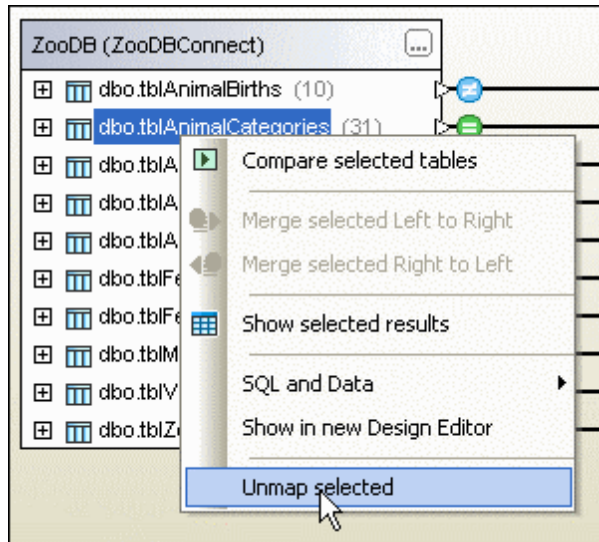 ZooDB (ZooDBConnect) ...
dbo.tblAnimalBirths (10)
dbo.tblAnimalCategories (31)
dbo.tblA
Compare selected tables
dbo.tblA
dbo.tblA
Merge selected Left to Right
Merge selected Right to Left
dbo.tblFe
dbo.tblFe
Show selected results
dbo.tblM
dbo.tblV
SQL and Data
dbo.tblZ
Show in new Design Editor
Unmap selected